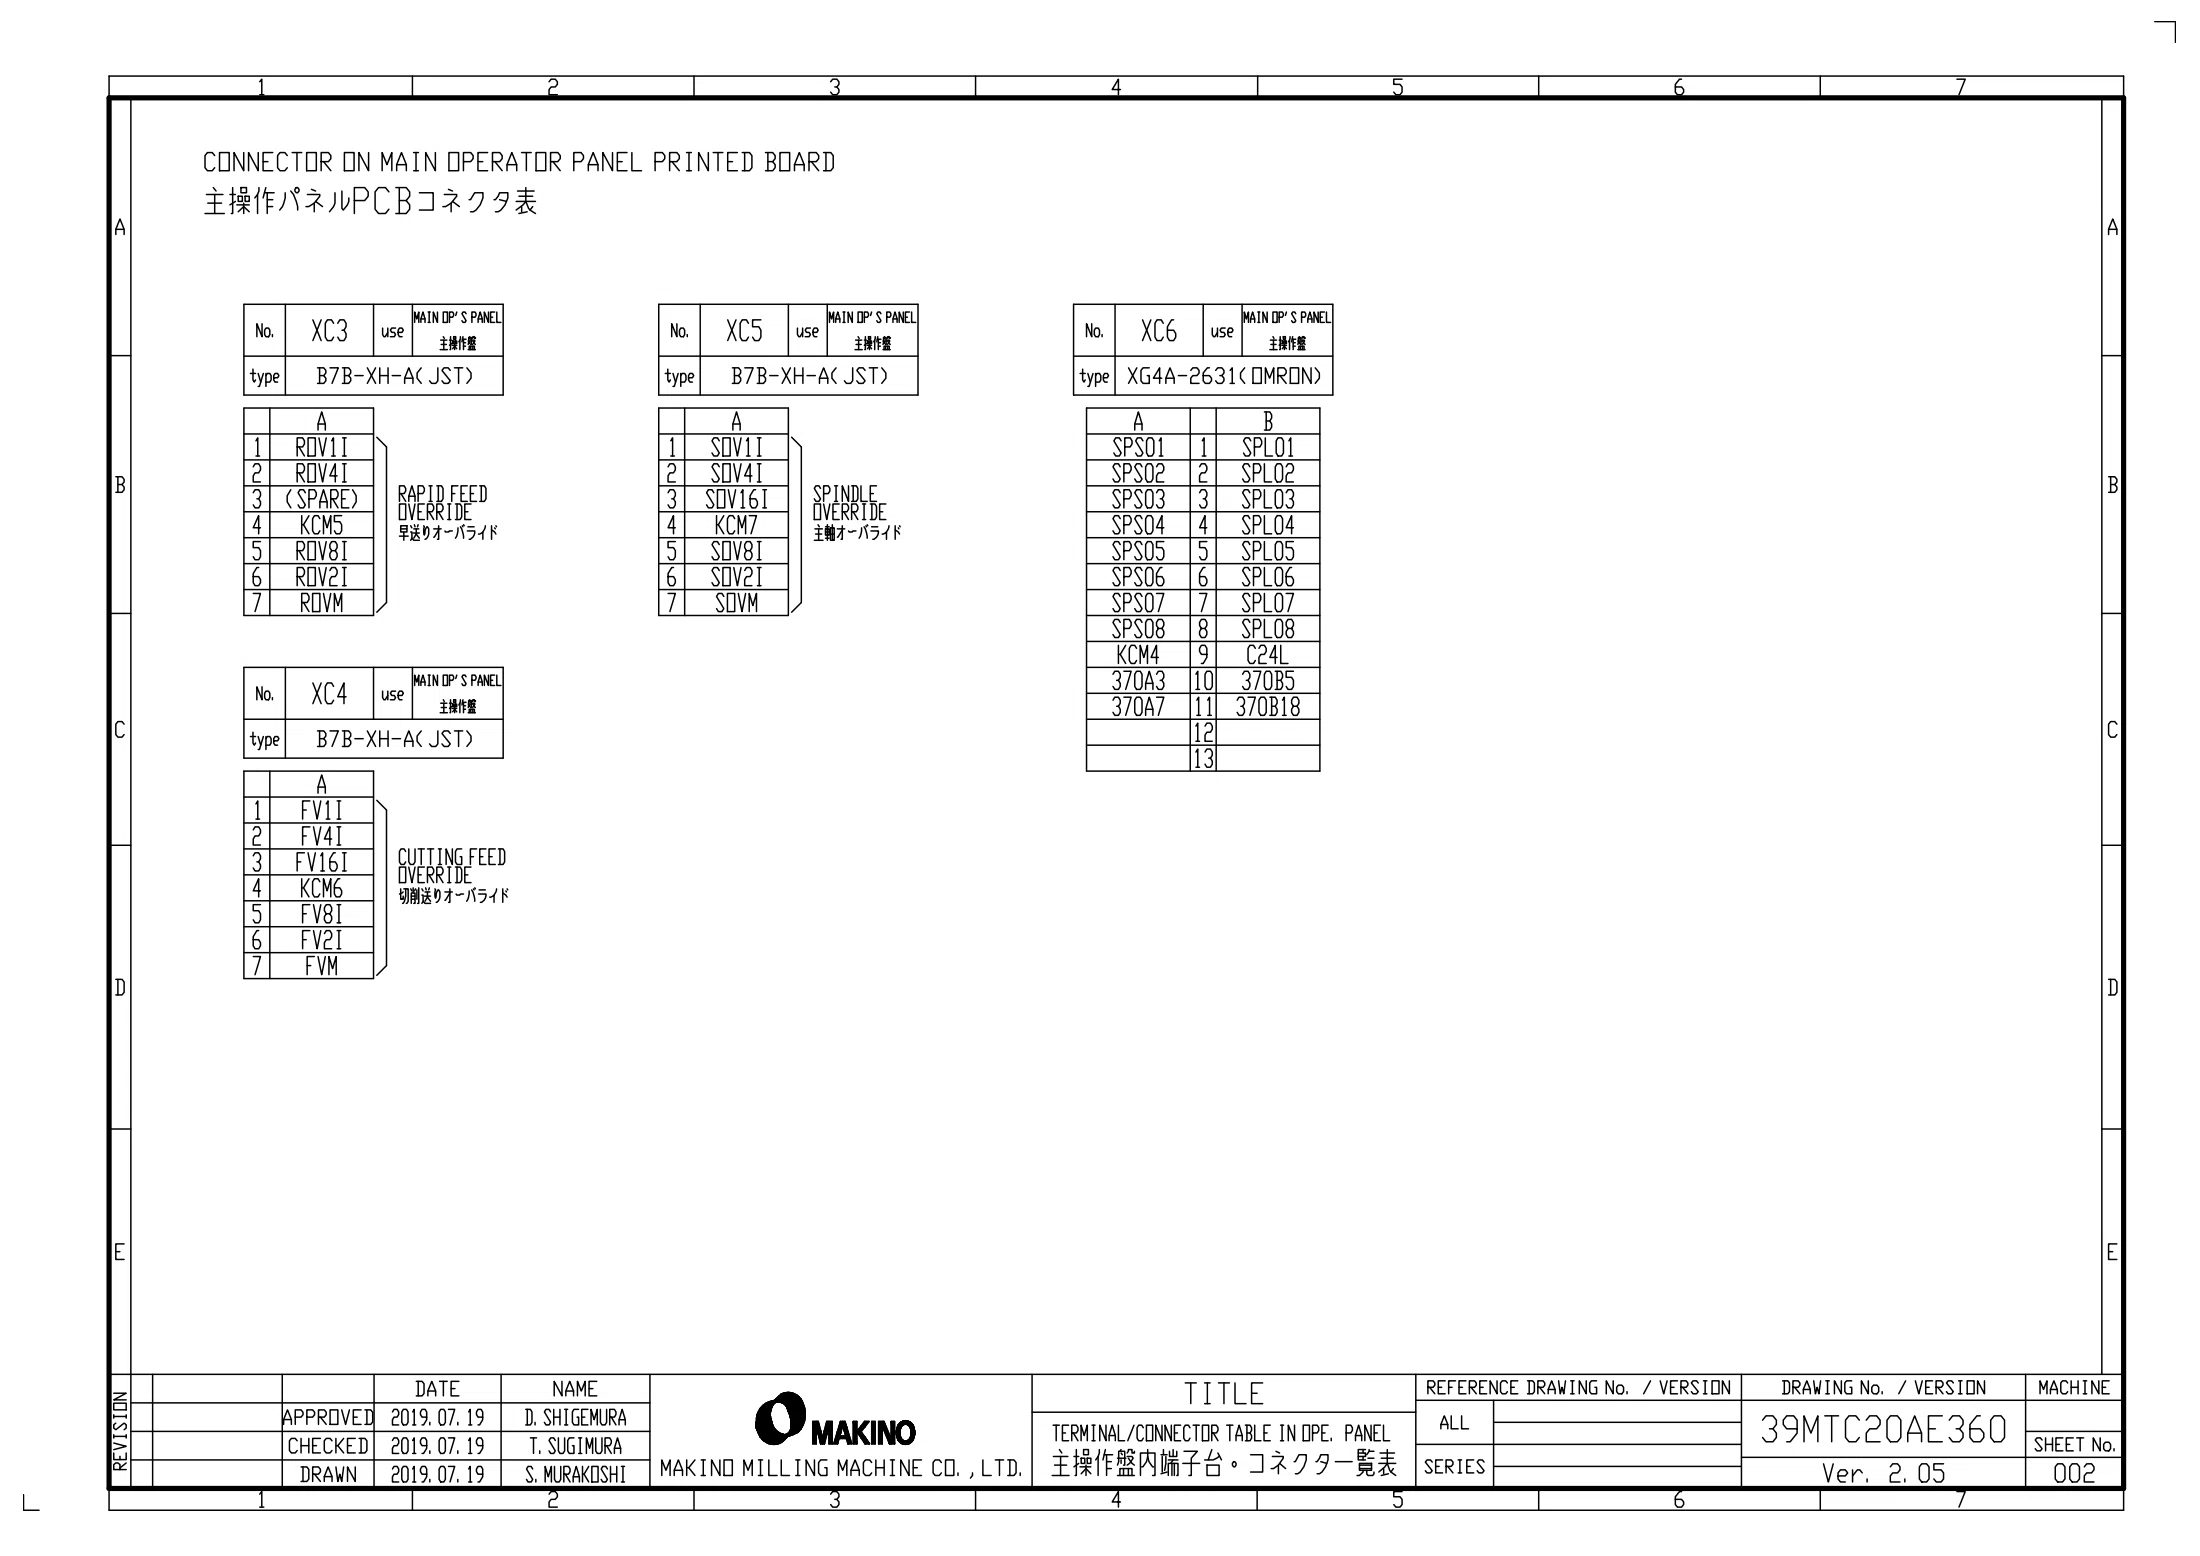 1 2 3 4 5 6 7
CONNECTOR ON MAIN OPERATOR PANEL PRINTED BOARD
主操作パネルPCBコネクタ表
A A
B B
C C
D D
E E
No. XC3 use MAIN OP'S PANEL
主操作盤
type B7B-XH-A(JST)
A
1 ROV1I
2 ROV4I
3 (SPARE)
4 KCM5
5 ROV8I
6 ROV2I
7 ROVM
RAPID FEED
OVERRIDE
早送りオーバライド
No. XC4 use MAIN OP'S PANEL
主操作盤
type B7B-XH-A(JST)
A
1 FV1I
2 FV4I
3 FV16I
4 KCM6
5 FV8I
6 FV2I
7 FVM
CUTTING FEED
OVERRIDE
切削送りオーバライド
No. XC5 use MAIN OP'S PANEL
主操作盤
type B7B-XH-A(JST)
A
1 SOV1I
2 SOV4I
3 SOV16I
4 KCM7
5 SOV8I
6 SOV2I
7 SOVM
SPINDLE
OVERRIDE
主軸オーバライド
No. XC6 use MAIN OP'S PANEL
主操作盤
type XG4A-2631(OMRON)
A B
SPS01 1 SPL01
SPS02 2 SPL02
SPS03 3 SPL03
SPS04 4 SPL04
SPS05 5 SPL05
SPS06 6 SPL06
SPS07 7 SPL07
SPS08 8 SPL08
KCM4 9 C24L
370A3 10 370B5
370A7 11 370B18
12
13
REVISION
DATE NAME
APPROVED 2019.07.19 D. SHIGEMURA
CHECKED 2019.07.19 T. SUGIMURA
DRAWN 2019.07.19 S. MURAKOSHI
MAKINO
MAKINO MILLING MACHINE CO.,LTD.
TITLE
TERMINAL/CONNECTOR TABLE IN OPE. PANEL
主操作盤内端子台。コネクタ一覧表
REFERENCE DRAWING No. / VERSION
ALL
SERIES
DRAWING No. / VERSION
39MTC20AE360
Ver. 2.05
MACHINE
SHEET No.
002
1 2 3 4 5 6 7